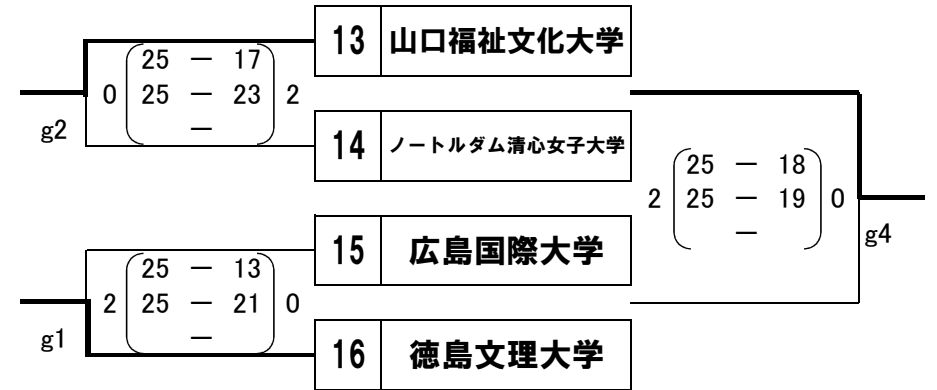 13 山口福祉文化大学
25 － 17
0 25 － 23 2
－
g2
14 ノートルダム清心女子大学
25 － 18
2 25 － 19 0
－
g4
15 広島国際大学
25 － 13
2 25 － 21 0
－
g1
16 徳島文理大学